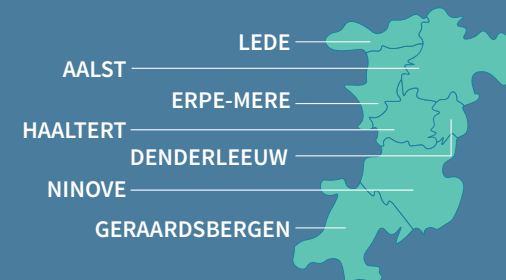 LEDE
AALST
ERPE-MERE
HAALTERT
DENDERLEEUW
NINOVE
GERAARDSBERGEN